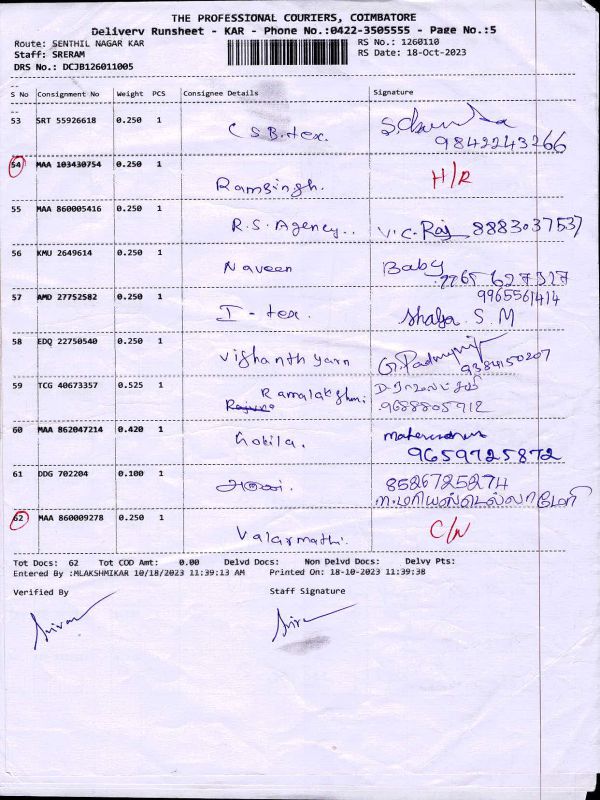 THE PROFESSIONAL COURIERS, COIMBATORE
Delivery Runsheet - KAR - Phone No.:0422-3505555 - Page No.:5
Route: SENTHIL NAGAR KAR
RS No.: 1260110
Staff: SRERAM
RS Date: 18-Oct-2023
DRS No.: DCJB126011005
S No Consignment No Weight PCS Consignee Details Signature
53 SRT 55926618 0.250 1 C S B. tex. 9842243266
54 MAA 103430754 0.250 1 Ramsingh. H/R
55 MAA 860005416 0.250 1 R.S. Agency.. V.C. Raj 8883037537
56 KMU 2649614 0.250 1 Naveen Baby
57 AMD 27752582 0.250 1 I - tex. 9965561414
S. M
58 EDQ 22750540 0.250 1 Vishanth yarn 9384150207
59 TCG 40673357 0.525 1 Ramalakshmi 9688805912
60 MAA 862047214 0.420 1 Gokila. 9659725872
61 DDG 702204 0.100 1 அருண். 8526725274
62 MAA 860009278 0.250 1 Valarmathi. C/N
Tot Docs: 62 Tot COD Amt: 0.00 Delvd Docs: Non Delvd Docs: Delvy Pts:
Entered By :MLAKSHMIKAR 10/18/2023 11:39:13 AM Printed On: 18-10-2023 11:39:38
Verified By Staff Signature